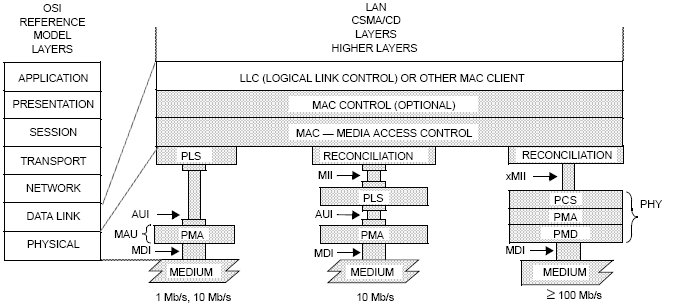 OSI
REFERENCE
MODEL
LAYERS
APPLICATION
PRESENTATION
SESSION
TRANSPORT
NETWORK
DATA LINK
PHYSICAL
LAN
CSMA/CD
LAYERS
HIGHER LAYERS
LLC (LOGICAL LINK CONTROL) OR OTHER MAC CLIENT
MAC CONTROL (OPTIONAL)
MAC — MEDIA ACCESS CONTROL
PLS
AUI
MAU
PMA
MDI
MEDIUM
1 Mb/s, 10 Mb/s
RECONCILIATION
MII
PLS
AUI
PMA
MDI
MEDIUM
10 Mb/s
RECONCILIATION
xMII
PCS
PMA
PMD
PHY
MDI
MEDIUM
≥ 100 Mb/s